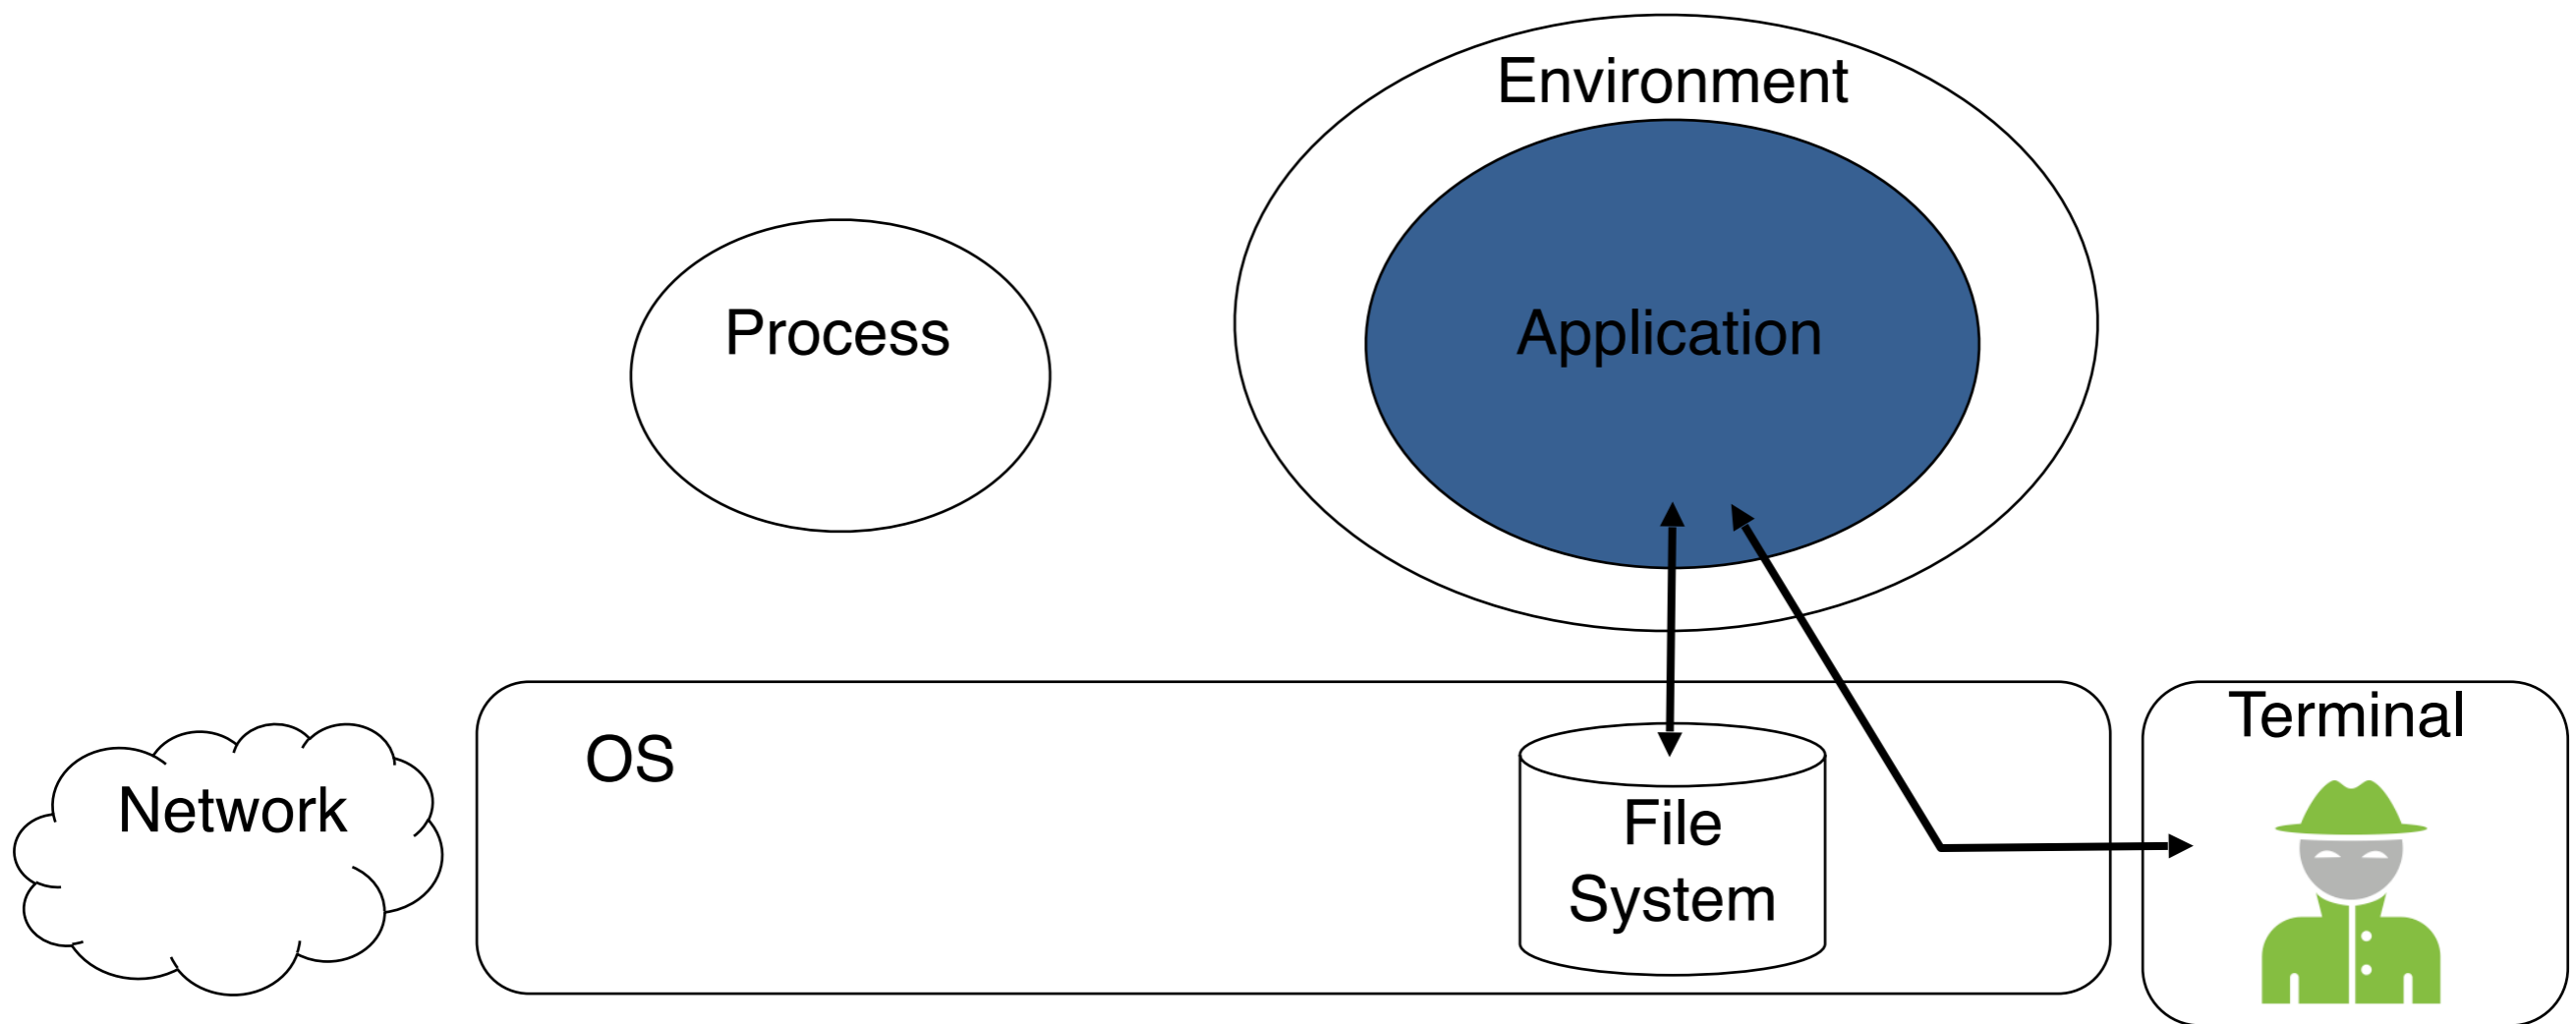 Environment
Process
Application
OS
Terminal
Network
File
System